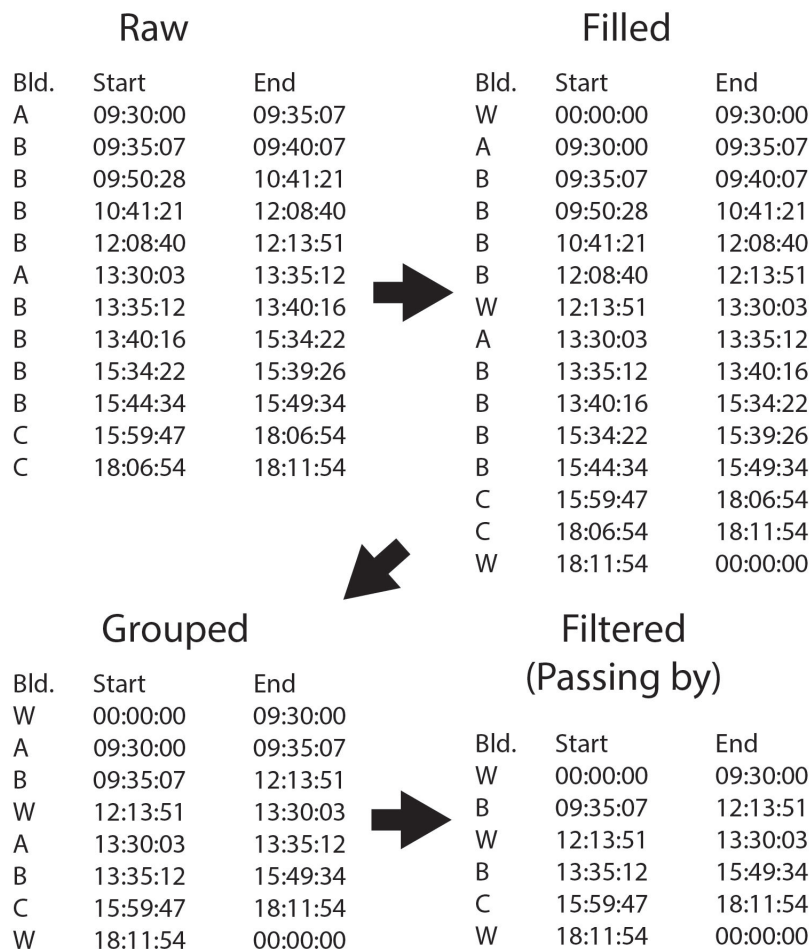 Raw
Bld. Start End
A 09:30:00 09:35:07
B 09:35:07 09:40:07
B 09:50:28 10:41:21
B 10:41:21 12:08:40
B 12:08:40 12:13:51
A 13:30:03 13:35:12
B 13:35:12 13:40:16
B 13:40:16 15:34:22
B 15:34:22 15:39:26
B 15:44:34 15:49:34
C 15:59:47 18:06:54
C 18:06:54 18:11:54
Filled
Bld. Start End
W 00:00:00 09:30:00
A 09:30:00 09:35:07
B 09:35:07 09:40:07
B 09:50:28 10:41:21
B 10:41:21 12:08:40
B 12:08:40 12:13:51
W 12:13:51 13:30:03
A 13:30:03 13:35:12
B 13:35:12 13:40:16
B 13:40:16 15:34:22
B 15:34:22 15:39:26
B 15:44:34 15:49:34
C 15:59:47 18:06:54
C 18:06:54 18:11:54
W 18:11:54 00:00:00
Grouped
Bld. Start End
W 00:00:00 09:30:00
A 09:30:00 09:35:07
B 09:35:07 12:13:51
W 12:13:51 13:30:03
A 13:30:03 13:35:12
B 13:35:12 15:49:34
C 15:59:47 18:11:54
W 18:11:54 00:00:00
Filtered
(Passing by)
Bld. Start End
W 00:00:00 09:30:00
B 09:35:07 12:13:51
W 12:13:51 13:30:03
B 13:35:12 15:49:34
C 15:59:47 18:11:54
W 18:11:54 00:00:00